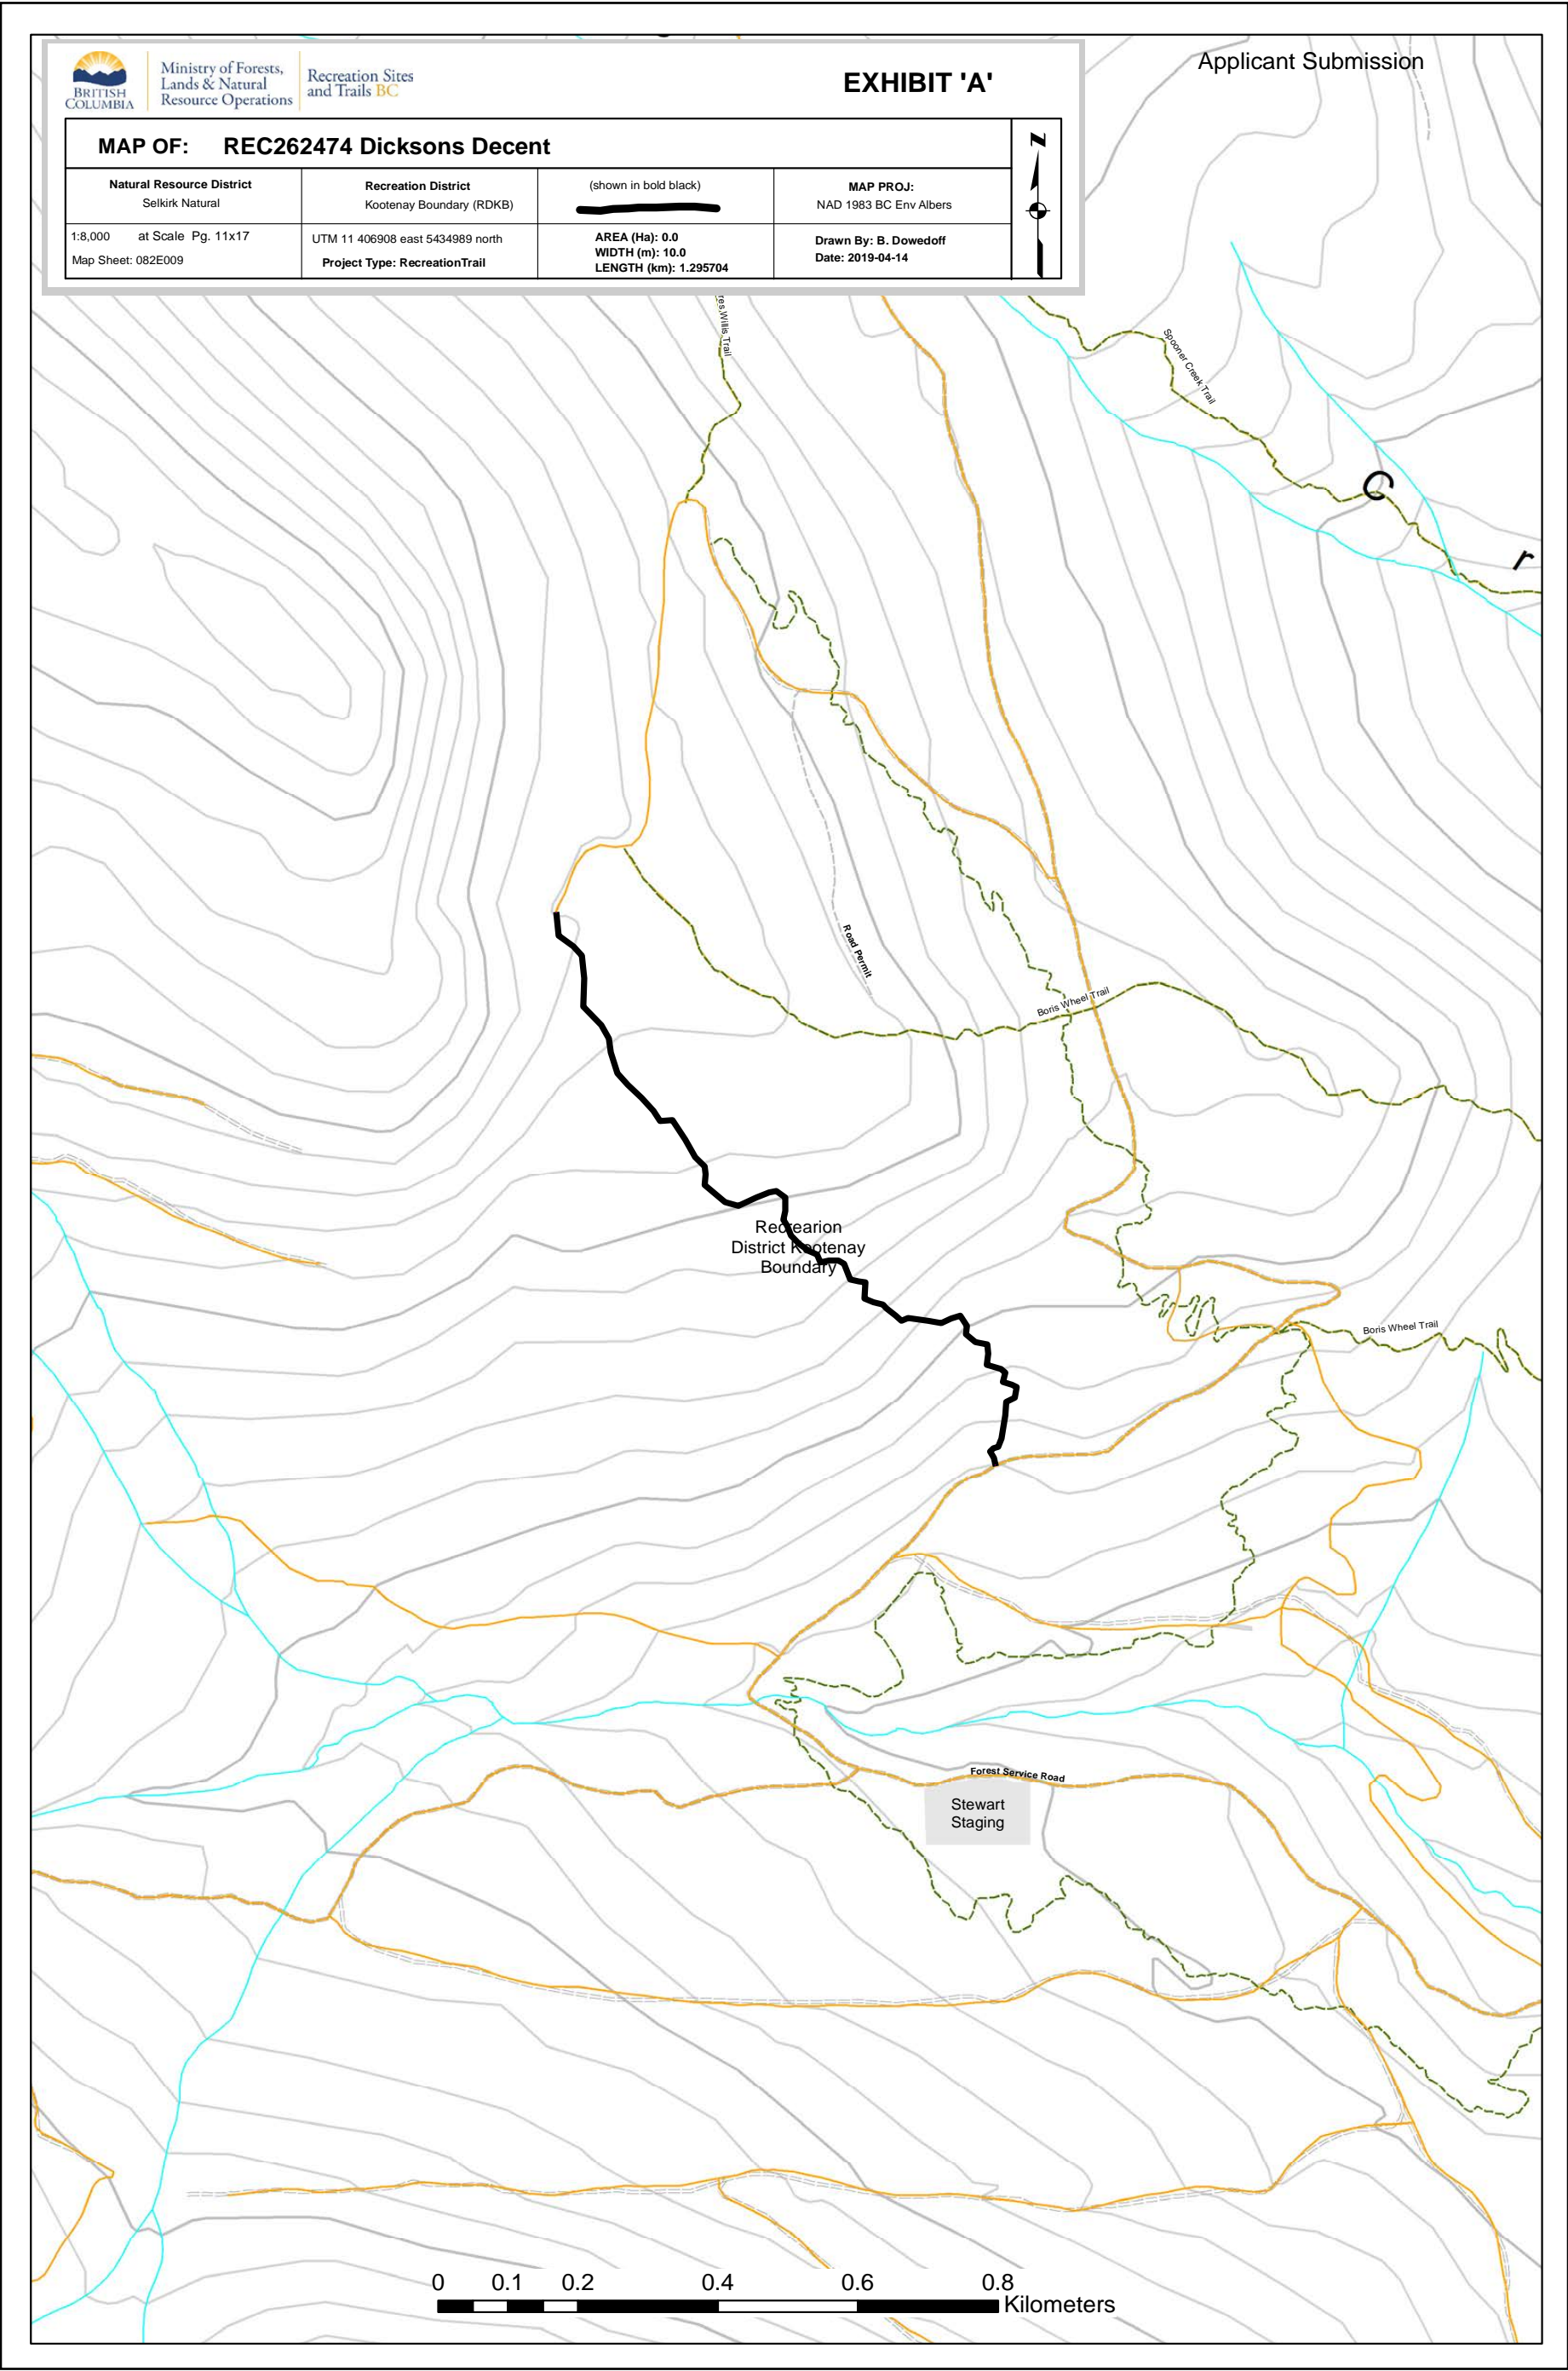 Applicant Submission
BRITISH
COLUMBIA
Ministry of Forests,
Lands & Natural
Resource Operations
Recreation Sites
and Trails BC
EXHIBIT 'A'
MAP OF: REC262474 Dicksons Decent
N
Natural Resource District
Selkirk Natural
Recreation District
Kootenay Boundary (RDKB)
(shown in bold black)
MAP PROJ:
NAD 1983 BC Env Albers
1:8,000 at Scale Pg. 11x17
Map Sheet: 082E009
UTM 11 406908 east 5434989 north
Project Type: RecreationTrail
AREA (Ha): 0.0
WIDTH (m): 10.0
LENGTH (km): 1.295704
Drawn By: B. Dowedoff
Date: 2019-04-14
Willis Trail
Spooner Creek Trail
C
r
Road Permit
Boris Wheel Trail
Recrearion
District Kootenay
Boundary
Boris Wheel Trail
Forest Service Road
Stewart
Staging
0 0.1 0.2 0.4 0.6 0.8
Kilometers